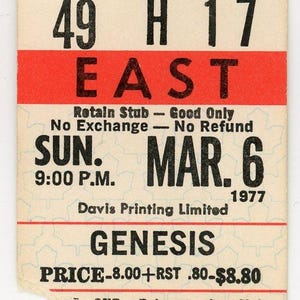 49 H 17
EAST
Retain Stub — Good Only
No Exchange — No Refund
SUN. MAR. 6
9:00 P.M.
1977
Davis Printing Limited
GENESIS
PRICE-8.00+RST .80-$8.80